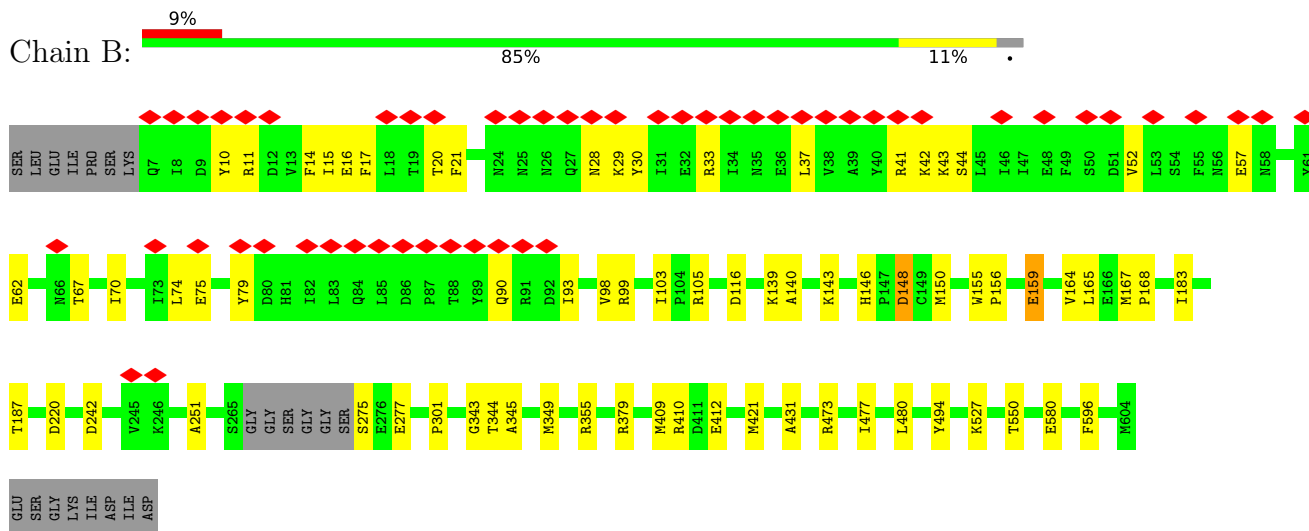 9%
Chain B:
85% 11% •
SER LEU GLU ILE PRO SER LYS Q7 I8 D9 Y10 R11 D12 V13 F14 I15 E16 F17 L18 T19 T20 F21 N24 N25 N26 Q27 N28 K29 Y30 I31 E32 R33 I34 N35 E36 L37 V38 A39 Y40 R41 K42 K43 S44 L45 I46 I47 E48 F49 S50 D51 V52 L53 S54 F55 N56 E57 N58 Y61
E62 N66 T67 I70 I73 L74 E75 Y79 D80 H81 I82 L83 Q84 L85 D86 P87 T88 Y89 Q90 R91 D92 I93 V98 R99 I103 P104 R105 D116 K139 A140 K143 H146 P147 D148 C149 M150 W155 P156 E159 V164 L165 E166 M167 P168 I183
T187 D220 D242 V245 K246 A251 S265 GLY GLY SER GLY GLY SER S275 E276 E277 P301 G343 T344 A345 M349 R355 R379 M409 R410 D411 E412 M421 A431 R473 I477 L480 Y494 K527 T550 E580 F596 M604
GLU SER GLY LYS ILE ASP ILE ASP